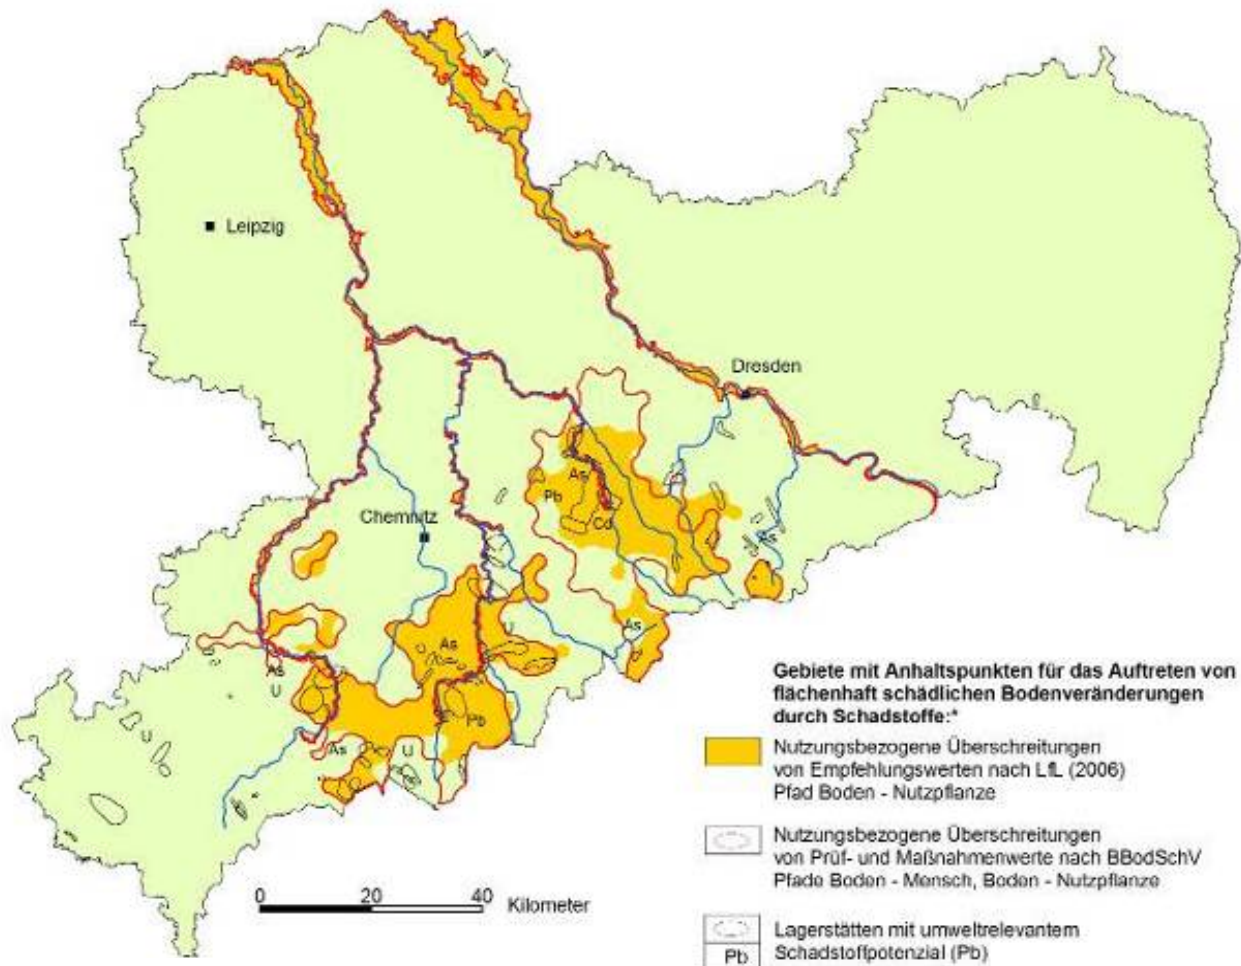 Leipzig
Dresden
As
Pb
Cd
Chemnitz
As
As
As
U
As
U
Pb
U
As
U
Gebiete mit Anhaltspunkten für das Auftreten von
flächenhaft schädlichen Bodenveränderungen
durch Schadstoffe:*
Nutzungsbezogene Überschreitungen
von Empfehlungswerten nach LfL (2006)
Pfad Boden - Nutzpflanze
Nutzungsbezogene Überschreitungen
von Prüf- und Maßnahmenwerte nach BBodSchV
Pfade Boden - Mensch, Boden - Nutzpflanze
0 20 40 Kilometer
Lagerstätten mit umweltrelevantem
Pb Schadstoffpotenzial (Pb)